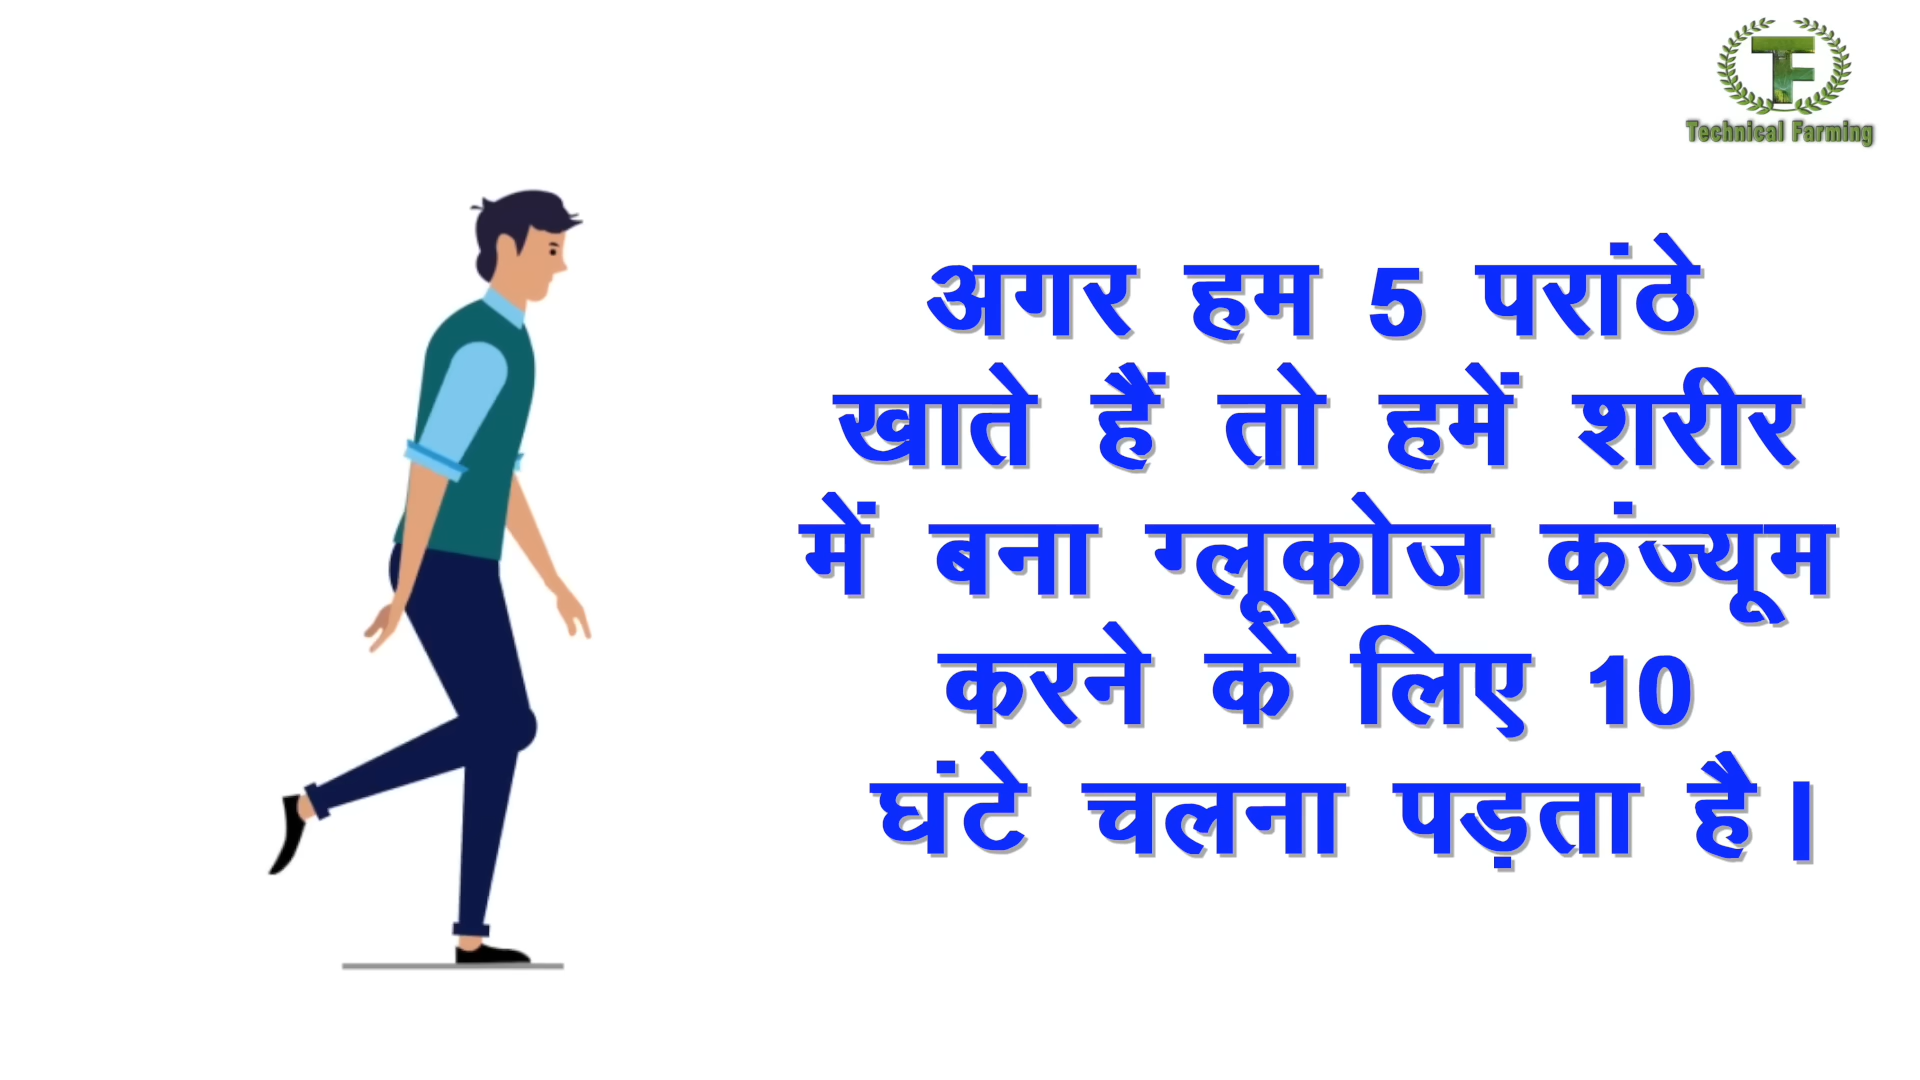 Technical Farming
अगर हम 5 परांठे
खाते हैं तो हमें शरीर
में बना ग्लूकोज कंज्यूम
करने के लिए 10
घंटे चलना पड़ता है।